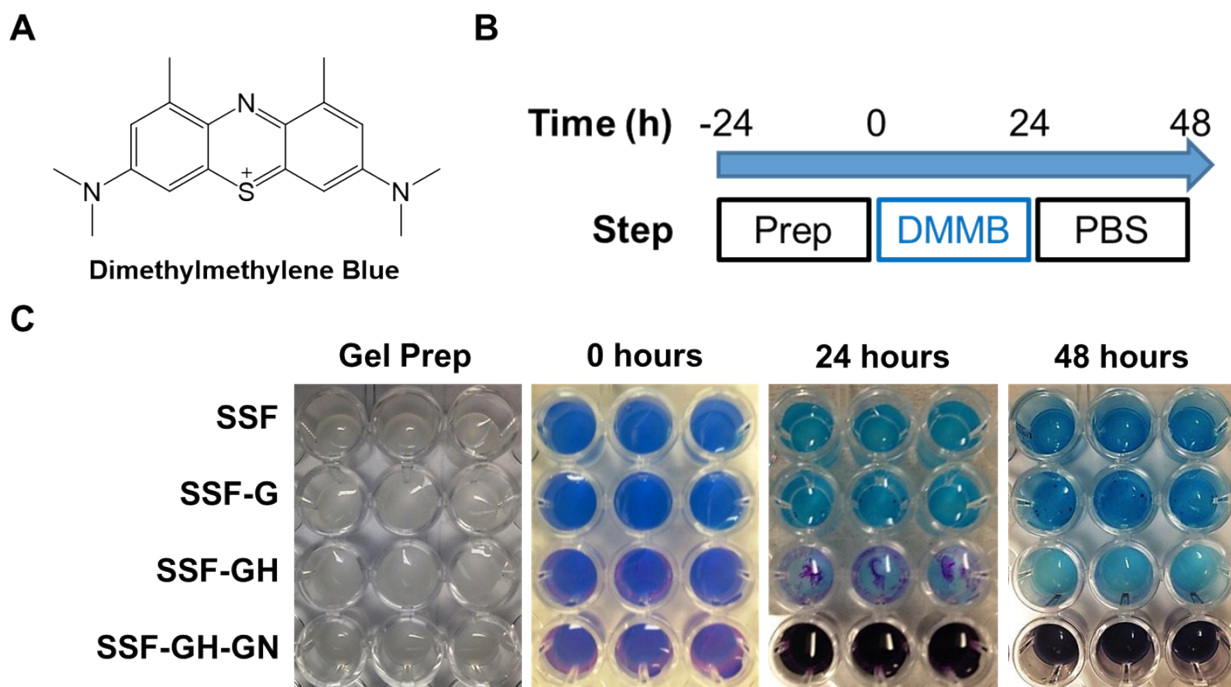 A
N
N
S
+
N
Dimethylmethylene Blue
B
Time (h) -24 0 24 48
Step Prep DMMB PBS
C
Gel Prep 0 hours 24 hours 48 hours
SSF
SSF-G
SSF-GH
SSF-GH-GN